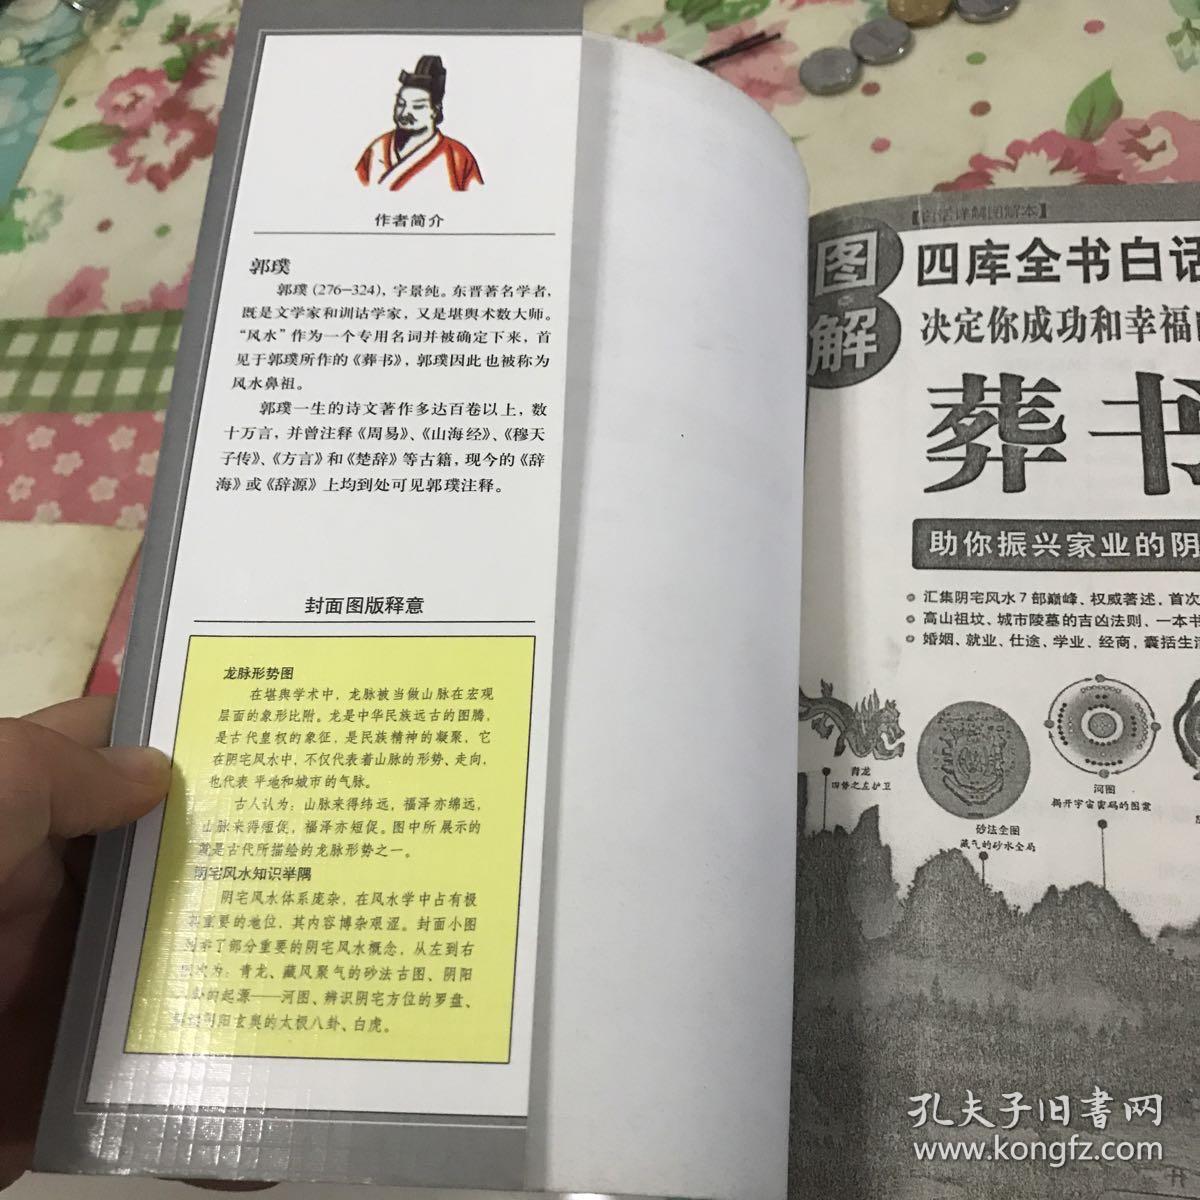 作者简介
郭璞
郭璞(276—324)，字景纯。东晋著名学者，
既是文学家和训诂学家，又是堪舆术数大师。
“风水”作为一个专用名词并被确定下来，首
见于郭璞所作的《葬书》，郭璞因此也被称为
风水鼻祖。
郭璞一生的诗文著作多达百卷以上，数
十万言，并曾注释《周易》、《山海经》、《穆天
子传》、《方言》和《楚辞》等古籍，现今的《辞
海》或《辞源》上均到处可见郭璞注释。
封面图版释意
龙脉形势图
在堪舆学术中，龙脉被当做山脉在宏观
层面的象形比附。龙是中华民族远古的图腾，
是古代皇权的象征，是民族精神的凝聚，它
在阴宅风水中，不仅代表着山脉的形势、走向，
也代表平地和城市的气脉。
古人认为：山脉来得纬远，福泽亦绵远，
山脉来得短促，福泽亦短促。图中所展示的
就是古代所描绘的龙脉形势之一。
阴宅风水知识举隅
阴宅风水体系庞杂，在风水学中占有极
其重要的地位，其内容博杂艰涩。封面小图
列举了部分重要的阴宅风水概念，从左到右
依次为：青龙、藏风聚气的砂法古图、阴阳
八卦的起源——河图、辨识阴宅方位的罗盘、
阴阳玄奥的太极八卦、白虎。
【白话详解图解本】
图解
四库全书白话
决定你成功和幸福
葬书
助你振兴家业的阴
汇集阴宅风水7部巅峰、权威著述，首次
高山祖坟、城市陵墓的吉凶法则、一本书
婚姻、就业、仕途、学业、经商，囊括生活
青龙
四兽之左护卫
砂法全图
藏气的砂水全局
河图
揭开宇宙密码的图案
孔夫子旧书网
www.kongfz.com